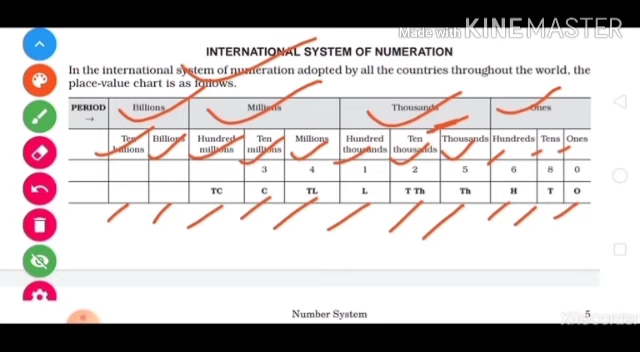 Made with KINEMASTER
INTERNATIONAL SYSTEM OF NUMERATION
In the international system of numeration adopted by all the countries throughout the world, the
place-value chart is as follows.
PERIOD → Billions Millions Thousands Ones
Ten billions Billions Hundred millions Ten millions Millions Hundred thousands Ten thousands Thousands Hundreds Tens Ones
3 4 1 2 5 6 8 0
TC C TL L T Th Th H T O
Number System 5
XRecorder